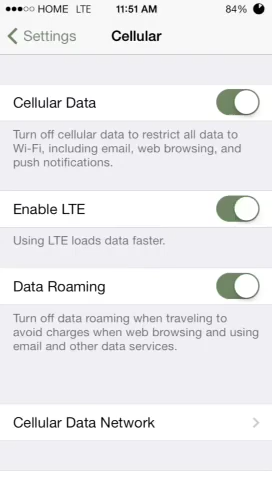 HOME LTE 11:51 AM 84%
Settings Cellular
Cellular Data
Turn off cellular data to restrict all data to
Wi-Fi, including email, web browsing, and
push notifications.
Enable LTE
Using LTE loads data faster.
Data Roaming
Turn off data roaming when traveling to
avoid charges when web browsing and using
email and other data services.
Cellular Data Network